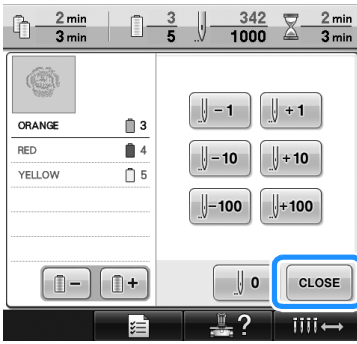 2 min 3 342 2 min
3 min 5 1000 3 min
ORANGE 3
RED 4
YELLOW 5
-1 +1
-10 +10
-100 +100
- + 0 CLOSE
?